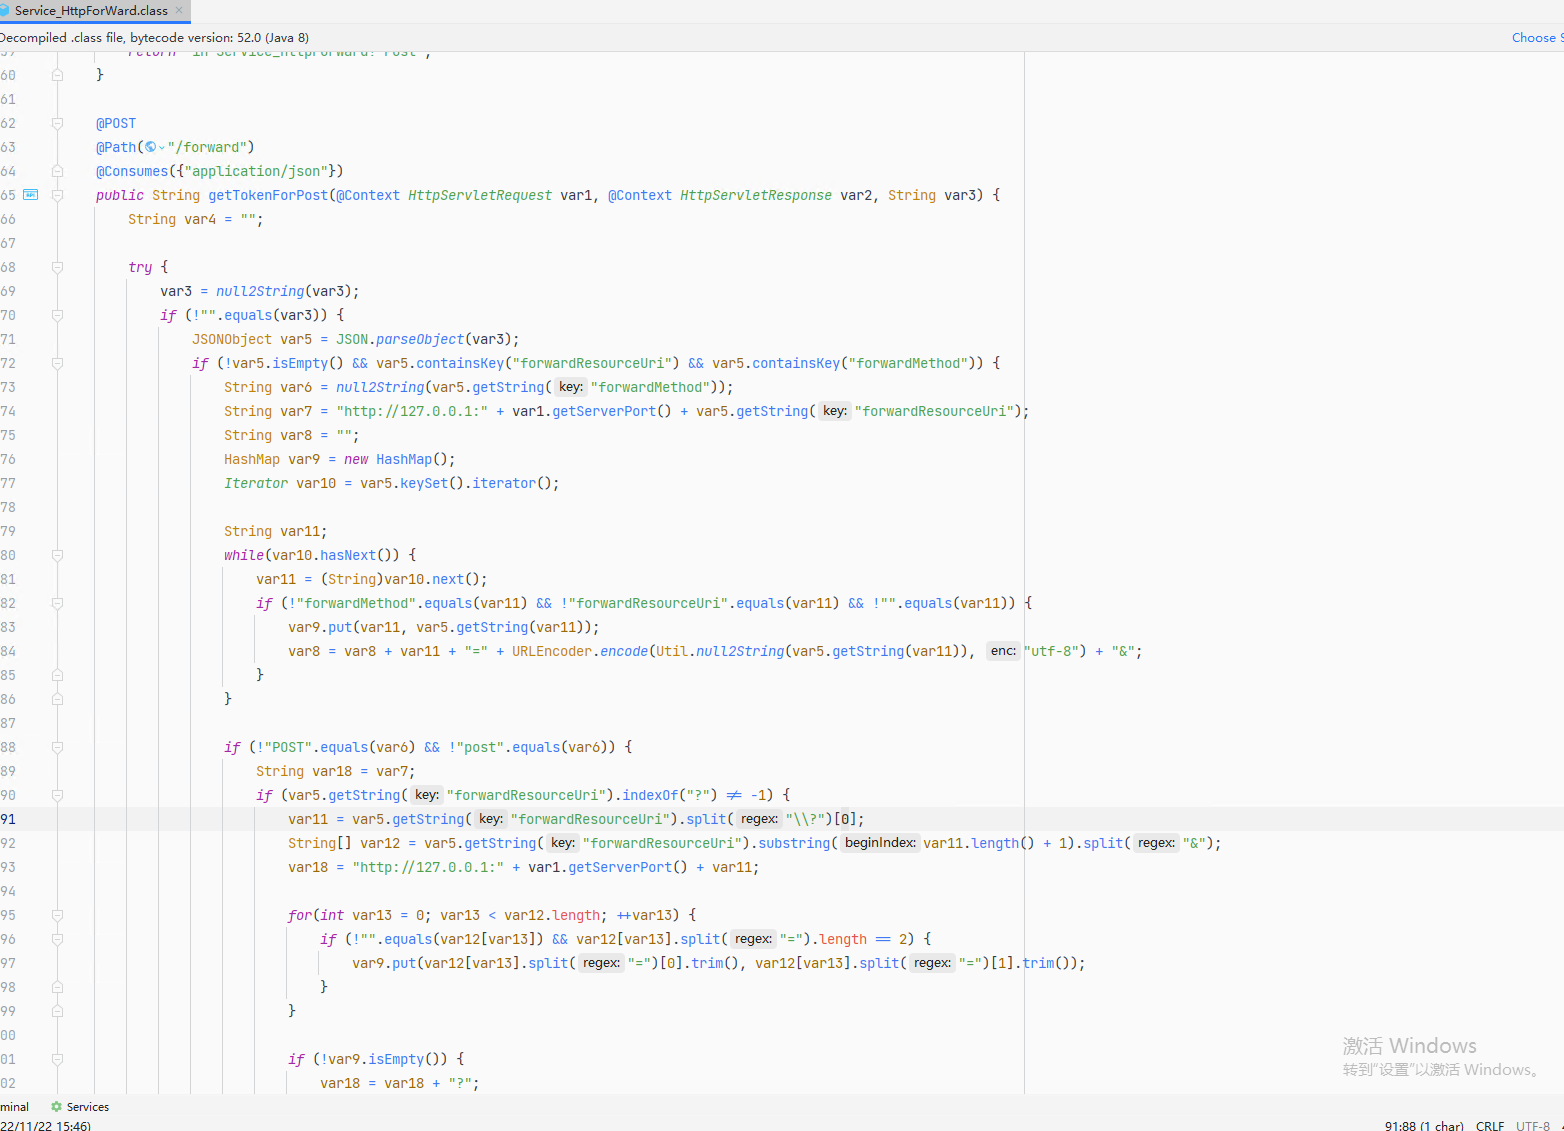 Service_HttpForWard.class
Decompiled .class file, bytecode version: 52.0 (Java 8)
Choose S
59 return "in Service_HttpForWard! Post";
60 }
61
62 @POST
63 @Path("/forward")
64 @Consumes({"application/json"})
65 public String getTokenForPost(@Context HttpServletRequest var1, @Context HttpServletResponse var2, String var3) {
66 String var4 = "";
67
68 try {
69 var3 = null2String(var3);
70 if (!"".equals(var3)) {
71 JSONObject var5 = JSON.parseObject(var3);
72 if (!var5.isEmpty() && var5.containsKey("forwardResourceUri") && var5.containsKey("forwardMethod")) {
73 String var6 = null2String(var5.getString( key: "forwardMethod"));
74 String var7 = "http://127.0.0.1:" + var1.getServerPort() + var5.getString( key: "forwardResourceUri");
75 String var8 = "";
76 HashMap var9 = new HashMap();
77 Iterator var10 = var5.keySet().iterator();
78
79 String var11;
80 while(var10.hasNext()) {
81 var11 = (String)var10.next();
82 if (!"forwardMethod".equals(var11) && !"forwardResourceUri".equals(var11) && !"".equals(var11)) {
83 var9.put(var11, var5.getString(var11));
84 var8 = var8 + var11 + "=" + URLEncoder.encode(Util.null2String(var5.getString(var11)), enc: "utf-8") + "&";
85 }
86 }
87
88 if (!"POST".equals(var6) && !"post".equals(var6)) {
89 String var18 = var7;
90 if (var5.getString( key: "forwardResourceUri").indexOf("?") != -1) {
91 var11 = var5.getString( key: "forwardResourceUri").split( regex: "\\?")[0];
92 String[] var12 = var5.getString( key: "forwardResourceUri").substring( beginIndex: var11.length() + 1).split( regex: "&");
93 var18 = "http://127.0.0.1:" + var1.getServerPort() + var11;
94
95 for(int var13 = 0; var13 < var12.length; ++var13) {
96 if (!"".equals(var12[var13]) && var12[var13].split( regex: "=").length == 2) {
97 var9.put(var12[var13].split( regex: "=")[0].trim(), var12[var13].split( regex: "=")[1].trim());
98 }
99 }
00
01 if (!var9.isEmpty()) {
02 var18 = var18 + "?";
激活 Windows
转到"设置"以激活 Windows。
minal Services
22/11/22 15:46)
91:88 (1 char) CRLF UTF-8